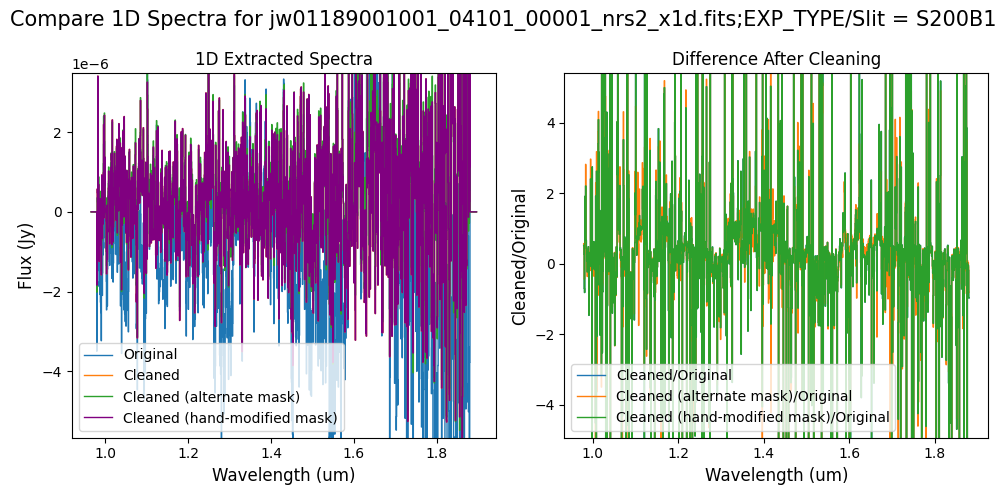 Compare 1D Spectra for jw01189001001_04101_00001_nrs2_x1d.fits;EXP_TYPE/Slit = S200B1
1D Extracted Spectra
1e−6
2
0
−2
−4
Flux (Jy)
Original
Cleaned
Cleaned (alternate mask)
Cleaned (hand-modified mask)
1.0
1.2
1.4
1.6
1.8
Wavelength (um)
Difference After Cleaning
4
2
0
−2
−4
Cleaned/Original
Cleaned/Original
Cleaned (alternate mask)/Original
Cleaned (hand-modified mask)/Original
1.0
1.2
1.4
1.6
1.8
Wavelength (um)